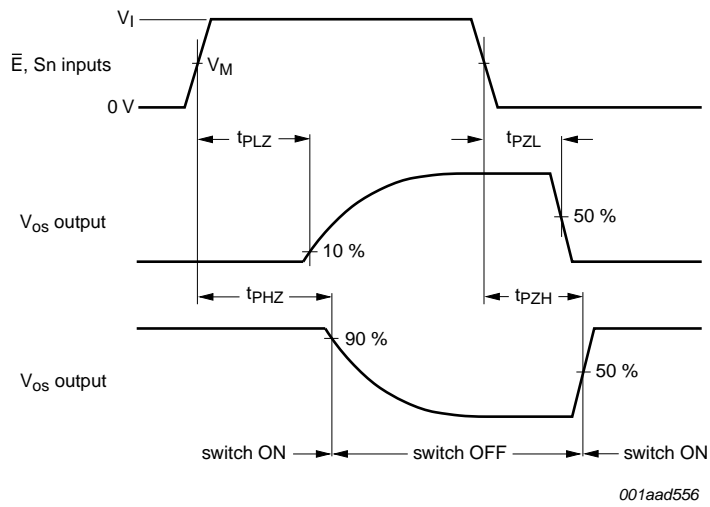 V_I
E̅, Sn inputs
V_M
0 V
t_PLZ
t_PZL
V_os output
50 %
10 %
t_PHZ
t_PZH
90 %
V_os output
50 %
switch ON
switch OFF
switch ON
001aad556